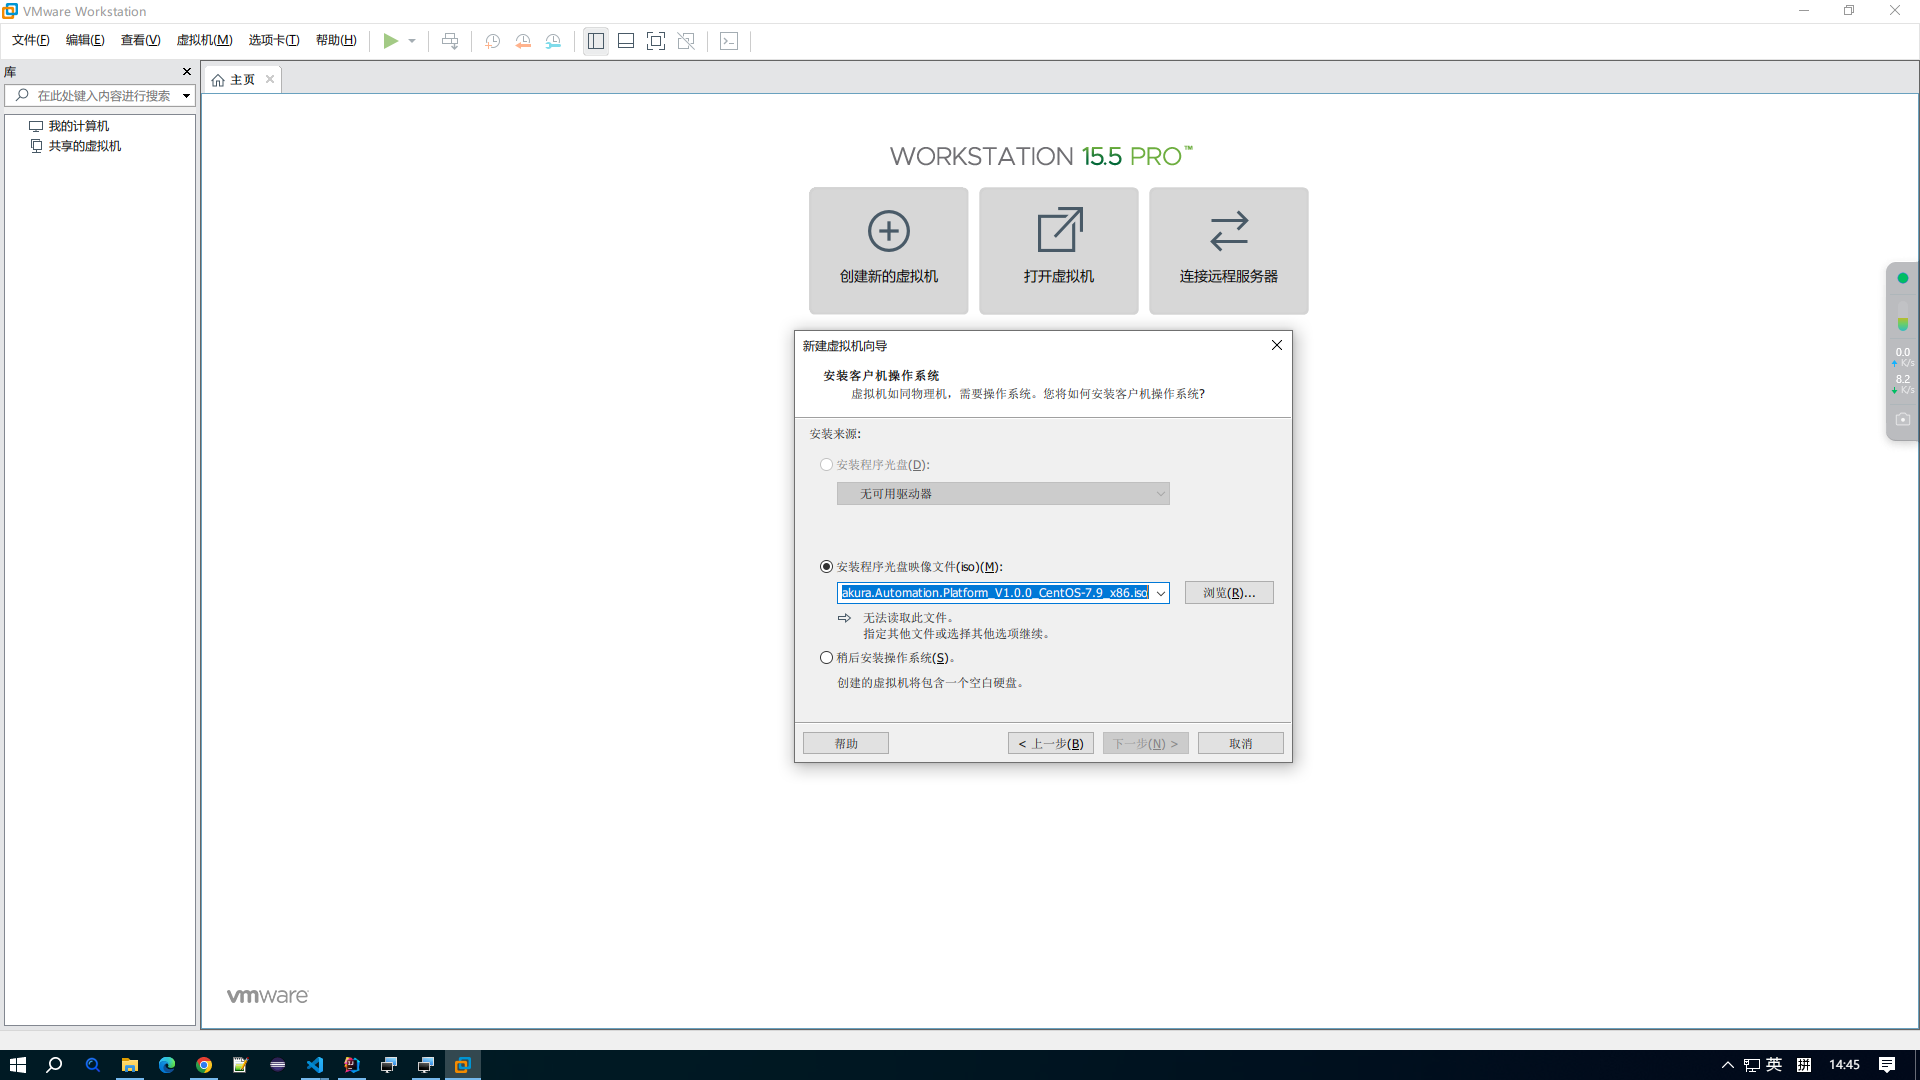 VMware Workstation
文件(F) 编辑(E) 查看(V) 虚拟机(M) 选项卡(T) 帮助(H)
库
在此处键入内容进行搜索
我的计算机
共享的虚拟机
主页
WORKSTATION 15.5 PRO™
创建新的虚拟机
打开虚拟机
连接远程服务器
新建虚拟机向导
安装客户机操作系统
虚拟机如同物理机，需要操作系统。您将如何安装客户机操作系统?
安装来源:
安装程序光盘(D):
无可用驱动器
安装程序光盘映像文件(iso)(M):
akura.Automation.Platform_V1.0.0_CentOS-7.9_x86.iso
浏览(R)...
无法读取此文件。
指定其他文件或选择其他选项继续。
稍后安装操作系统(S)。
创建的虚拟机将包含一个空白硬盘。
帮助
< 上一步(B)
下一步(N) >
取消
0.0
K/s
8.2
K/s
vmware
英
拼
14:45